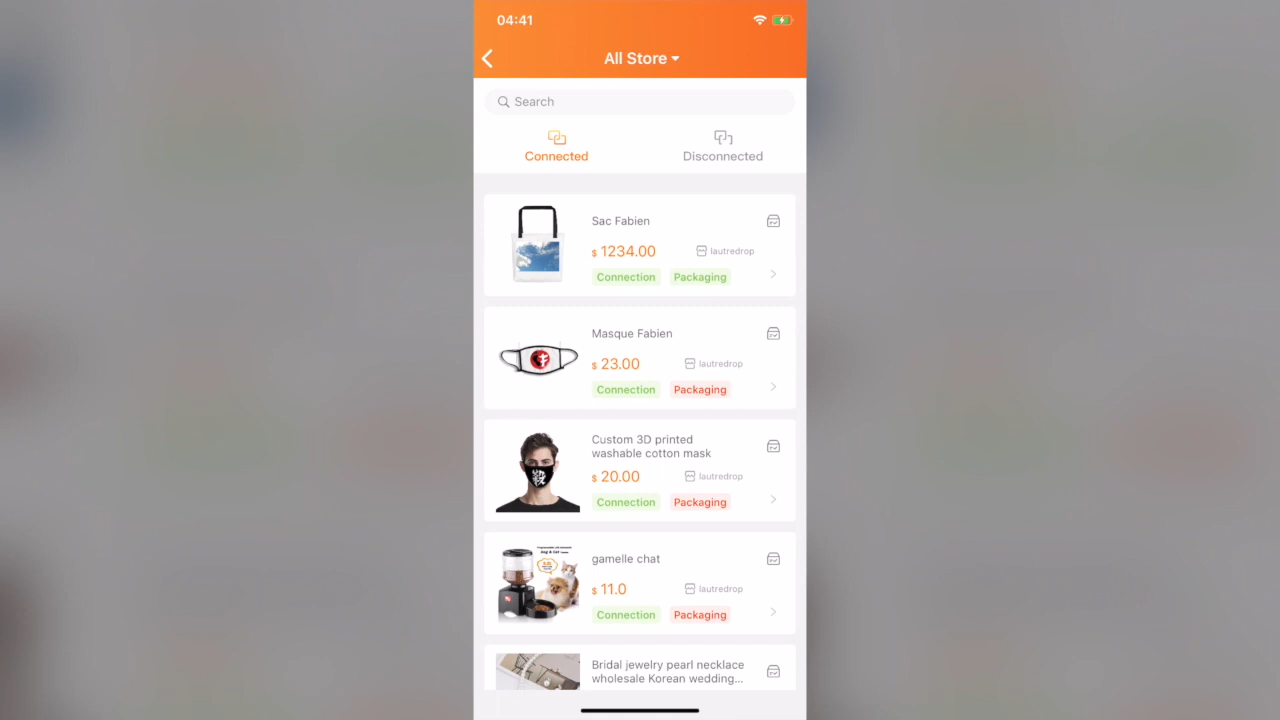 04:41
All Store
Search
Connected
Disconnected
Sac Fabien
$ 1234.00
lautredrop
Connection
Packaging
Masque Fabien
$ 23.00
lautredrop
Connection
Packaging
Custom 3D printed
washable cotton mask
$ 20.00
lautredrop
Connection
Packaging
Dog & Cat
gamelle chat
$ 11.0
lautredrop
Connection
Packaging
Bridal jewelry pearl necklace
wholesale Korean wedding...